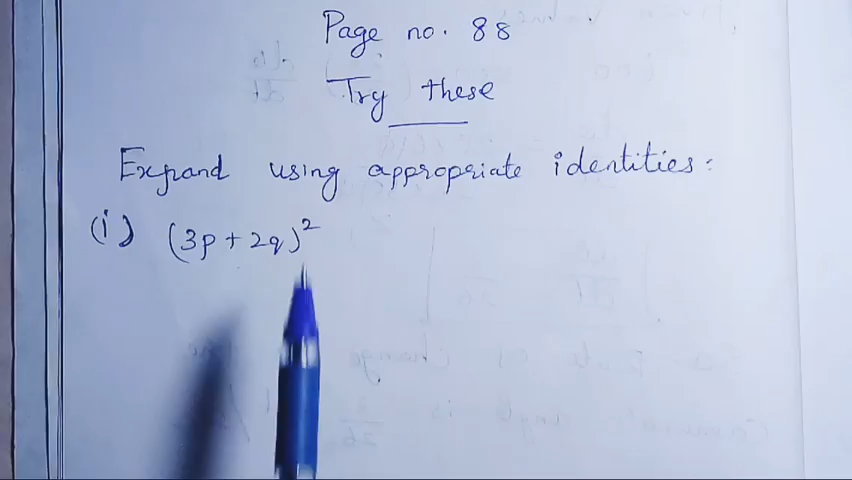 Page no. 88
Try these
Expand using appropriate identities:
(i) (3p + 2q)²